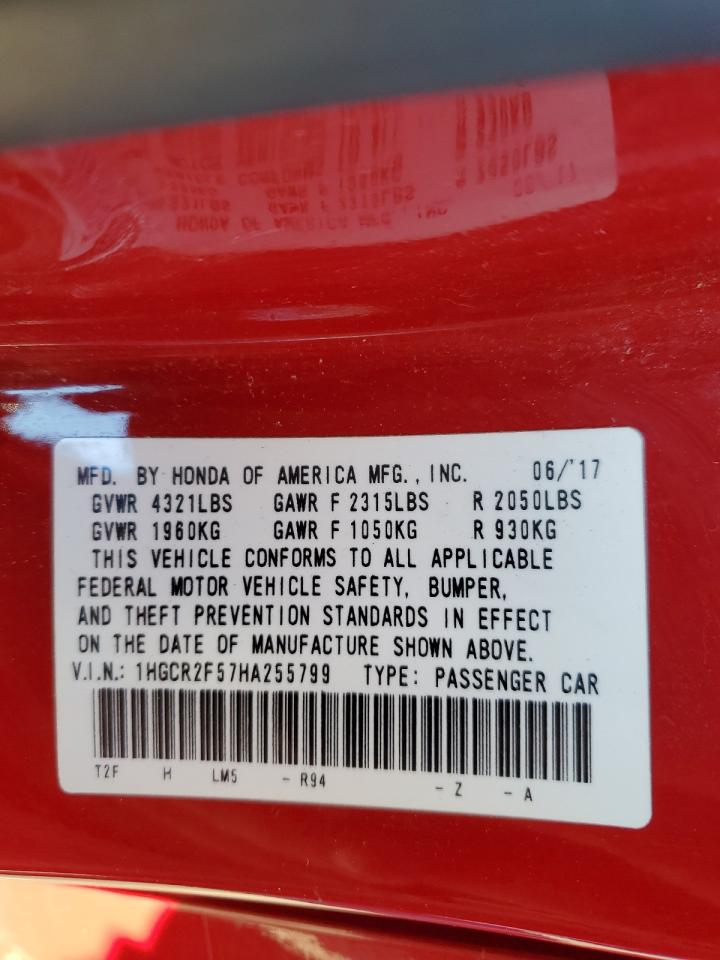 MFD. BY HONDA OF AMERICA MFG., INC. 06/'17
GVWR 4321LBS GAWR F 2315LBS R 2050LBS
GVWR 1960KG GAWR F 1050KG R 930KG
THIS VEHICLE CONFORMS TO ALL APPLICABLE
FEDERAL MOTOR VEHICLE SAFETY, BUMPER,
AND THEFT PREVENTION STANDARDS IN EFFECT
ON THE DATE OF MANUFACTURE SHOWN ABOVE.
V.I.N.: 1HGCR2F57HA255799 TYPE: PASSENGER CAR
T2F H LM5 - R94 - Z - A